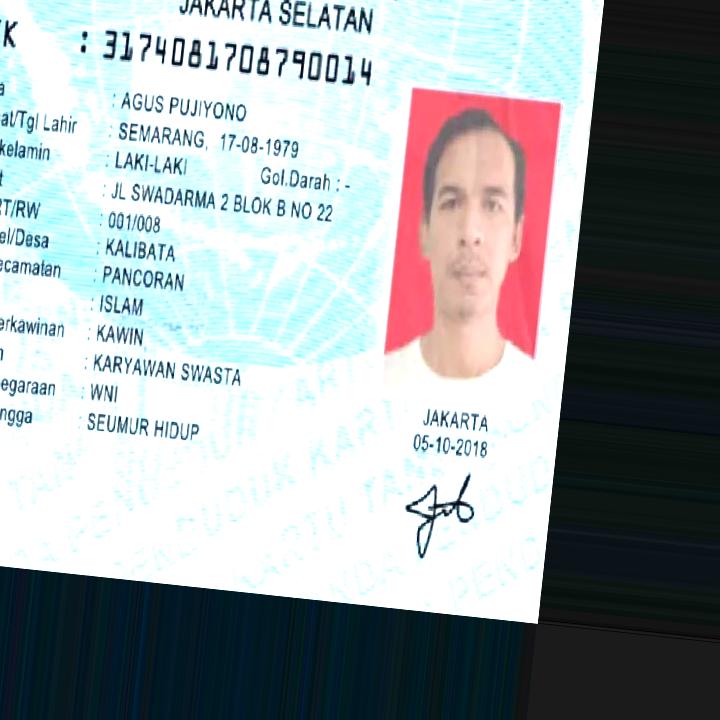 JAKARTA SELATAN
K : 3174081708790014
a : AGUS PUJIYONO
at/Tgl Lahir : SEMARANG, 17-08-1979
kelamin : LAKI-LAKI Gol.Darah : -
t : JL SWADARMA 2 BLOK B NO 22
T/RW : 001/008
el/Desa : KALIBATA
ecamatan : PANCORAN
: ISLAM
erkawinan : KAWIN
n : KARYAWAN SWASTA
egaraan : WNI
ngga : SEUMUR HIDUP
JAKARTA
05-10-2018